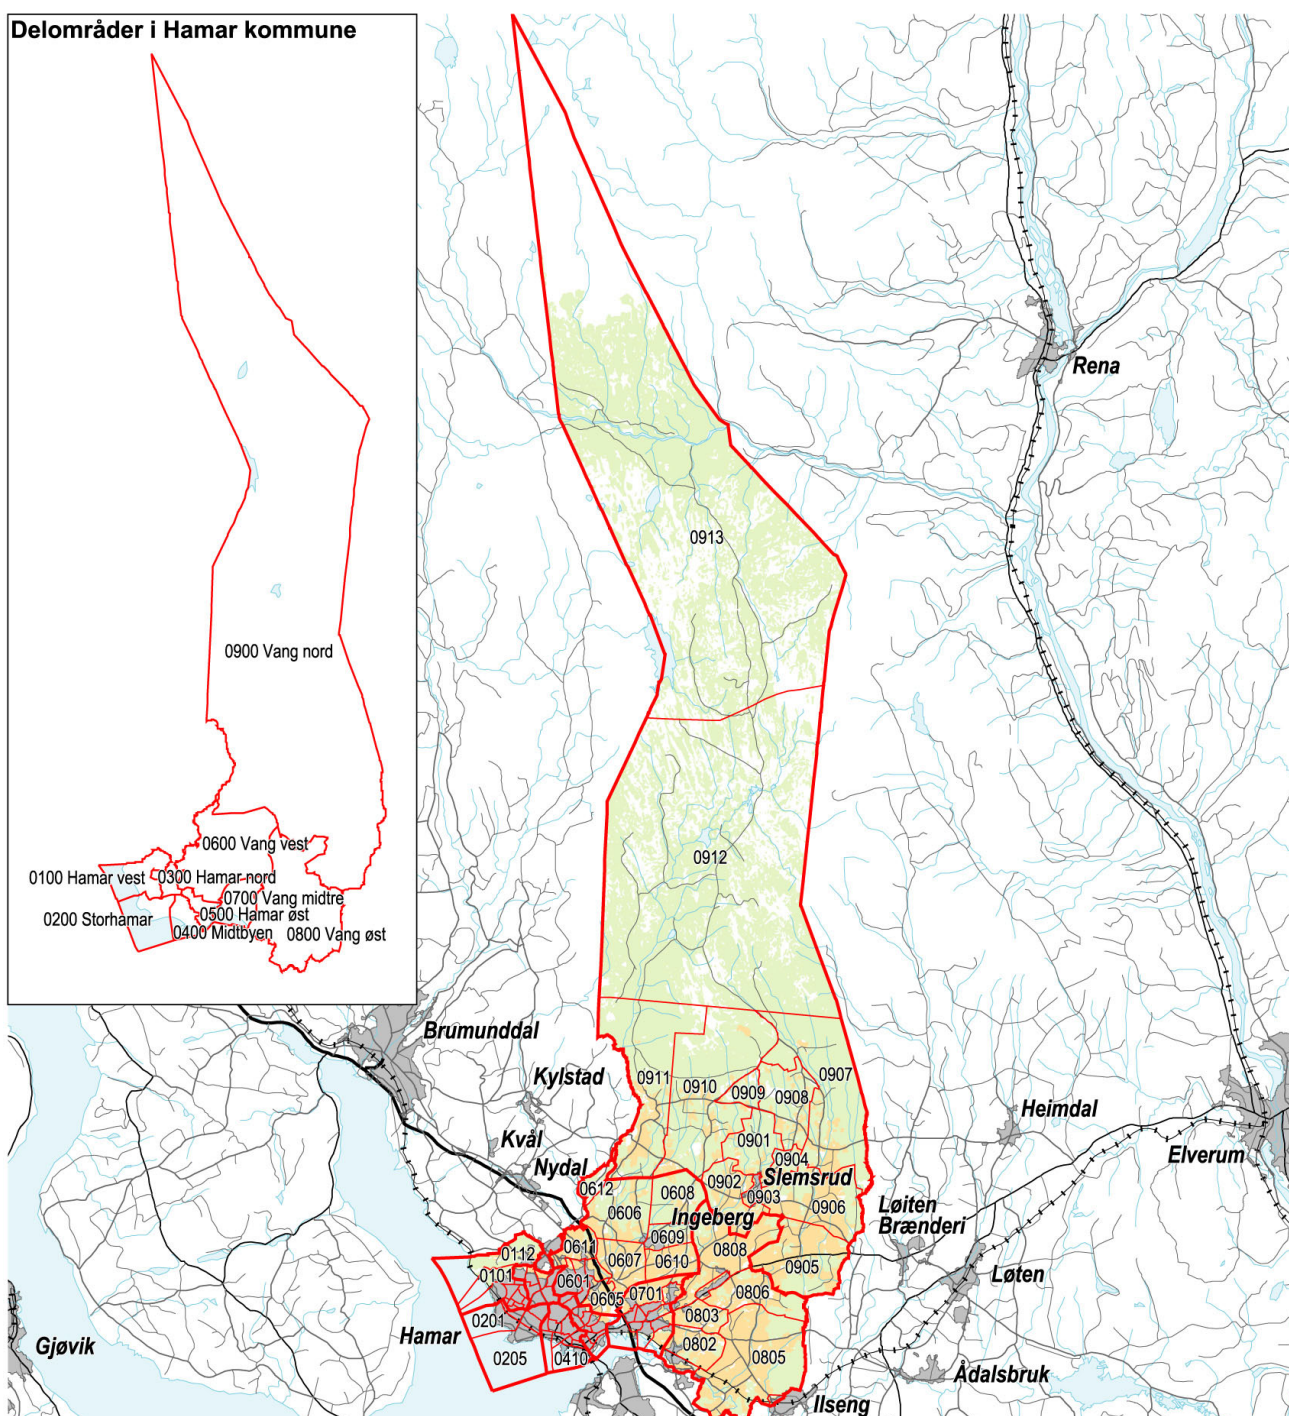 Delområder i Hamar kommune
0900 Vang nord
0600 Vang vest
0100 Hamar vest
0300 Hamar nord
0700 Vang midtre
0200 Storhamar
0500 Hamar øst
0400 Midtbyen
0800 Vang øst
Rena
0913
0912
Brumunddal
Kylstad
0911
0910
0909
0908
0907
Heimdal
Kvål
0901
Elverum
Nydal
0904
0612
0902
Slemsrud
0608
0903
0606
Ingeberg
0906
Løiten
Brænderi
0609
0611
0112
0607
0610
0808
0905
0101
0601
Løten
0605
0701
0806
0201
0803
Hamar
0802
Gjøvik
0205
0410
0805
Ådalsbruk
Ilseng